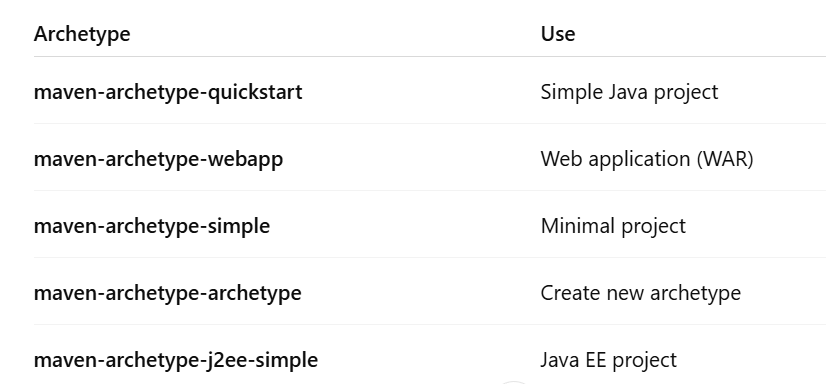 Archetype Use
maven-archetype-quickstart Simple Java project
maven-archetype-webapp Web application (WAR)
maven-archetype-simple Minimal project
maven-archetype-archetype Create new archetype
maven-archetype-j2ee-simple Java EE project